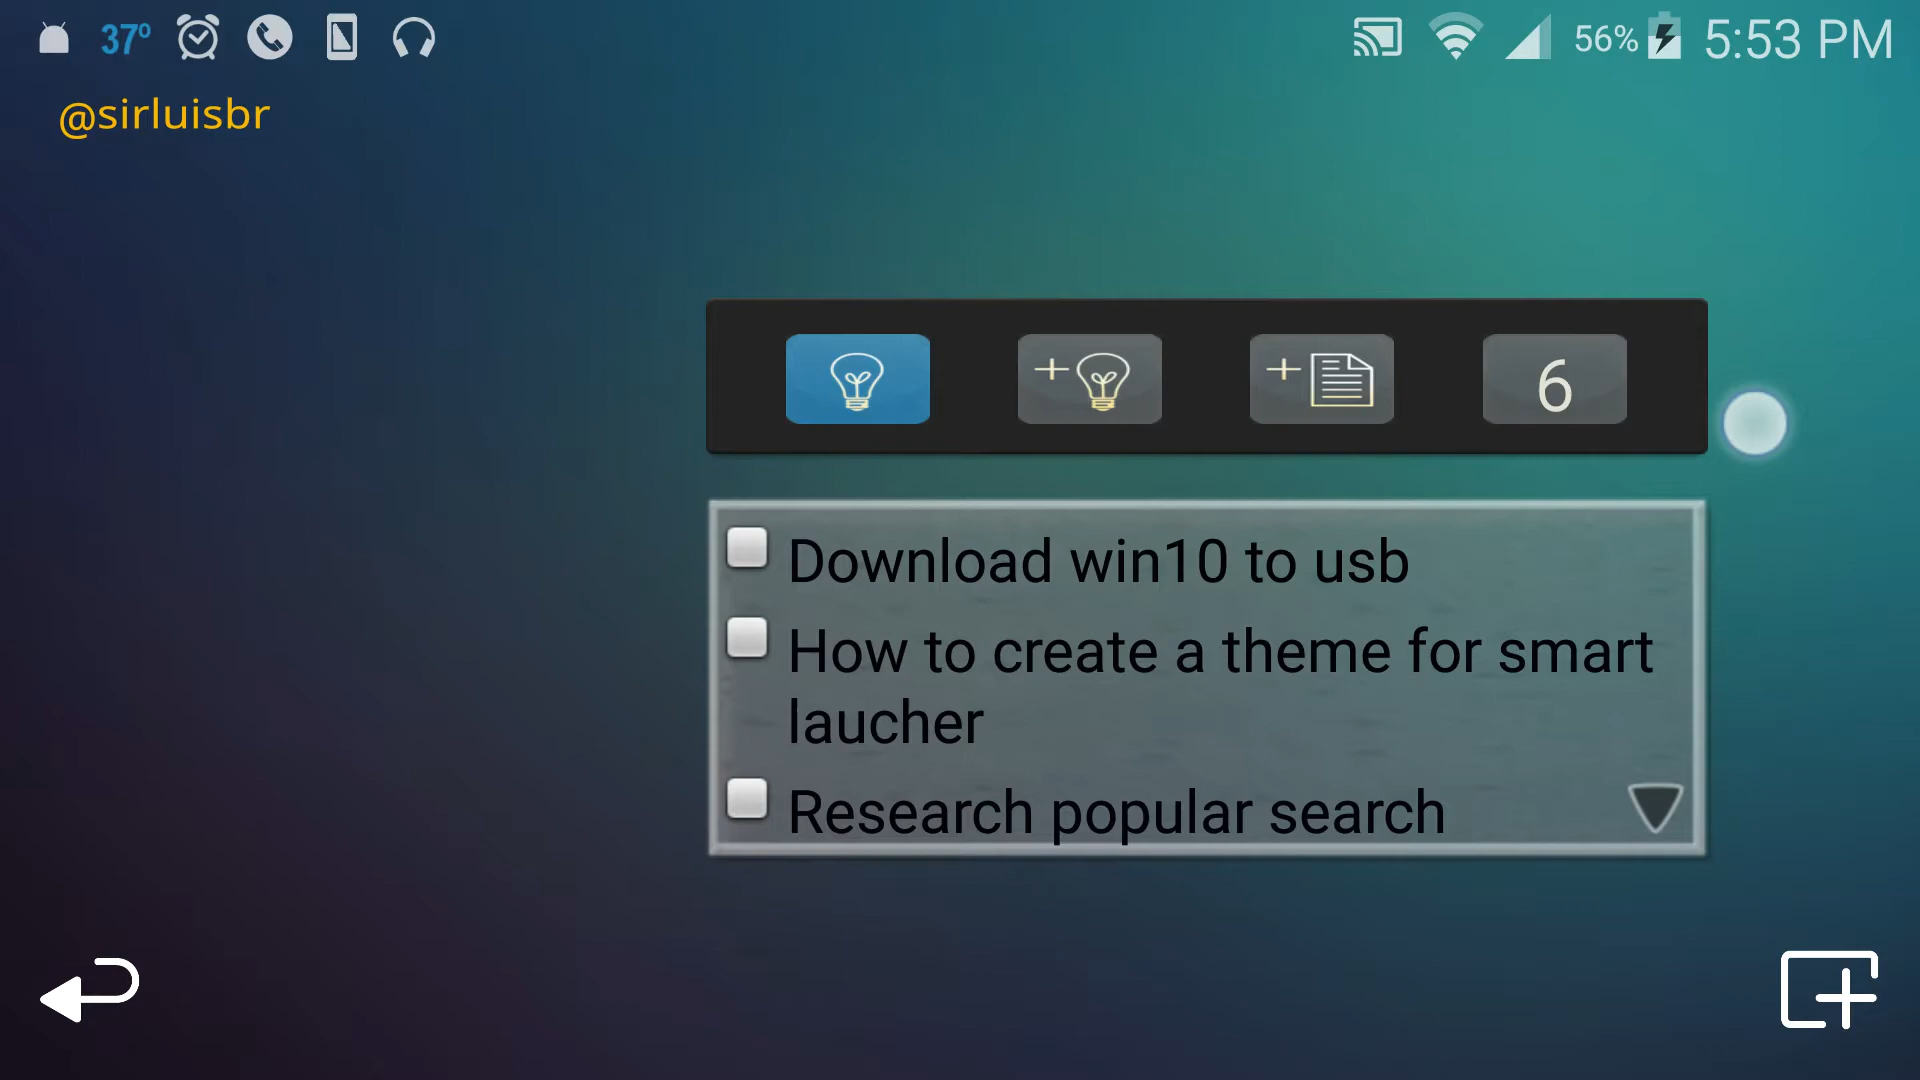 37° 56% 5:53 PM
@sirluisbr
6
Download win10 to usb
How to create a theme for smart
laucher
Research popular search